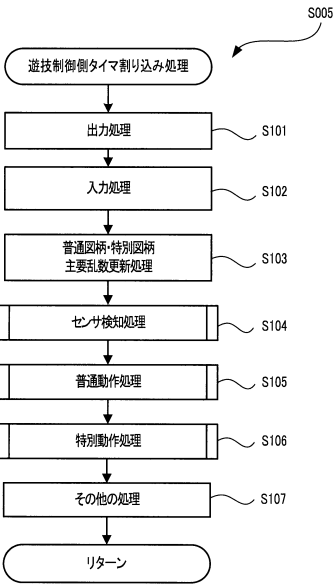 S005
遊技制御側タイマ割り込み処理
出力処理
S101
入力処理
S102
普通図柄・特別図柄
主要乱数更新処理
S103
センサ検知処理
S104
普通動作処理
S105
特別動作処理
S106
その他の処理
S107
リターン